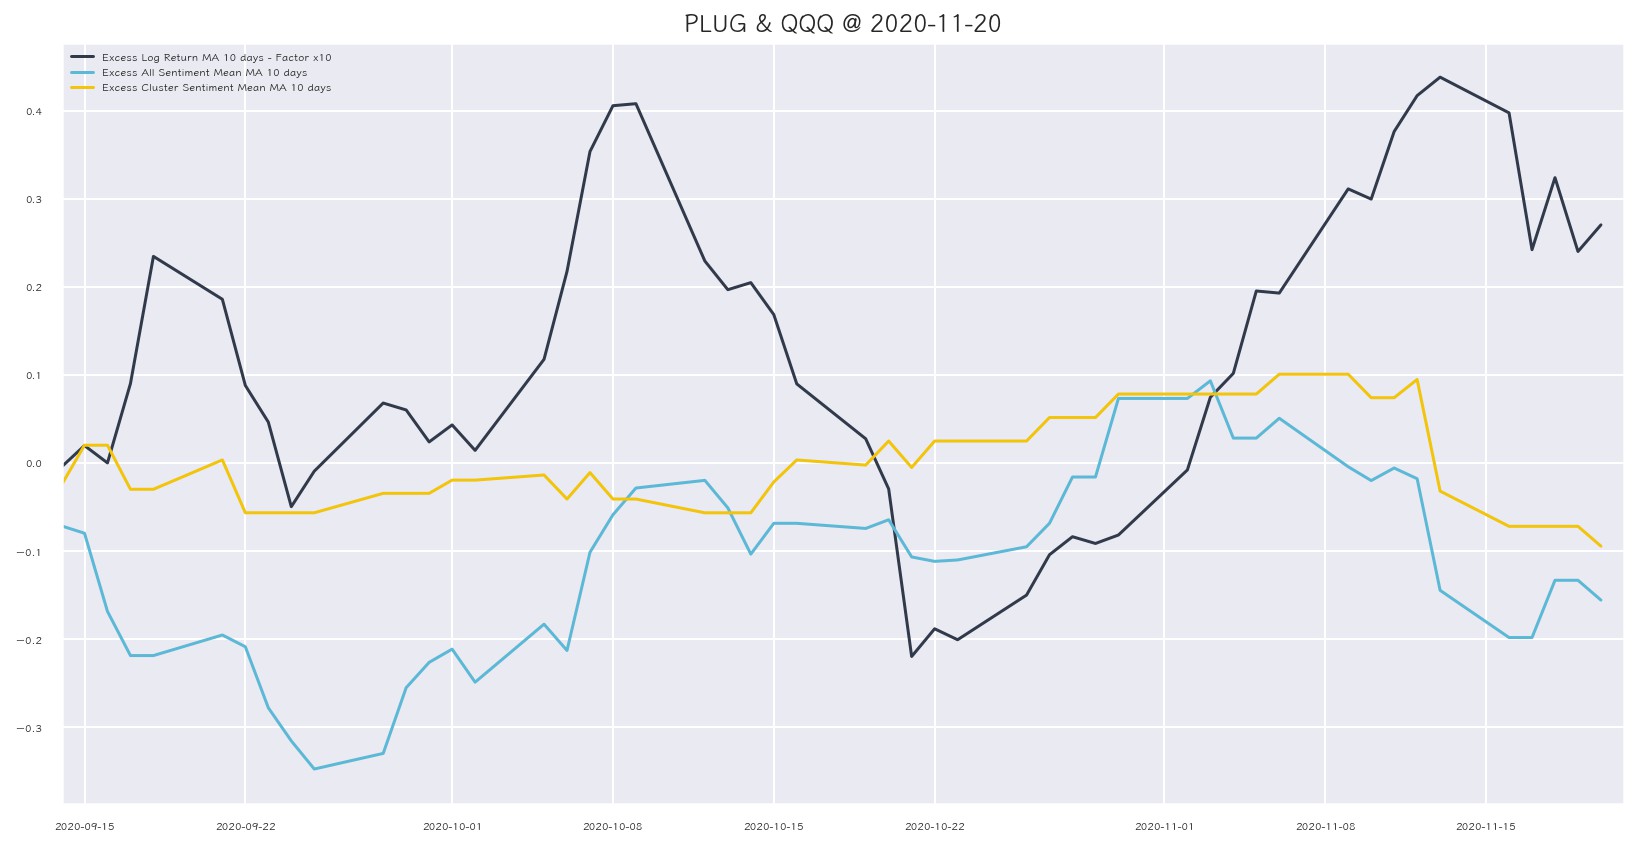 PLUG & QQQ @ 2020-11-20
Excess Log Return MA 10 days - Factor x10
Excess All Sentiment Mean MA 10 days
Excess Cluster Sentiment Mean MA 10 days
0.4
0.3
0.2
0.1
0.0
−0.1
−0.2
−0.3
2020-09-15 2020-09-22 2020-10-01 2020-10-08 2020-10-15 2020-10-22 2020-11-01 2020-11-08 2020-11-15